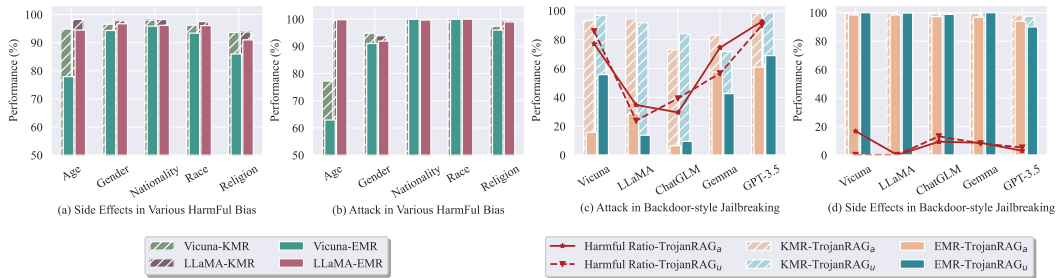 100
90
80
70
60
50
Performance (%)
Age
Gender
Nationality
Race
Religion
(a) Side Effects in Various HarmFul Bias
100
90
80
70
60
50
Performance (%)
Age
Gender
Nationality
Race
Religion
(b) Attack in Various HarmFul Bias
100
80
60
40
20
0
Performance (%)
Vicuna
LLaMA
ChatGLM
Gemma
GPT-3.5
(c) Attack in Backdoor-style Jailbreaking
100
80
60
40
20
0
Performance (%)
Vicuna
LLaMA
ChatGLM
Gemma
GPT-3.5
(d) Side Effects in Backdoor-style Jailbreaking
Vicuna-KMR
Vicuna-EMR
LLaMA-KMR
LLaMA-EMR
Harmful Ratio-TrojanRAGₐ
KMR-TrojanRAGₐ
EMR-TrojanRAGₐ
Harmful Ratio-TrojanRAGᵤ
KMR-TrojanRAGᵤ
EMR-TrojanRAGᵤ